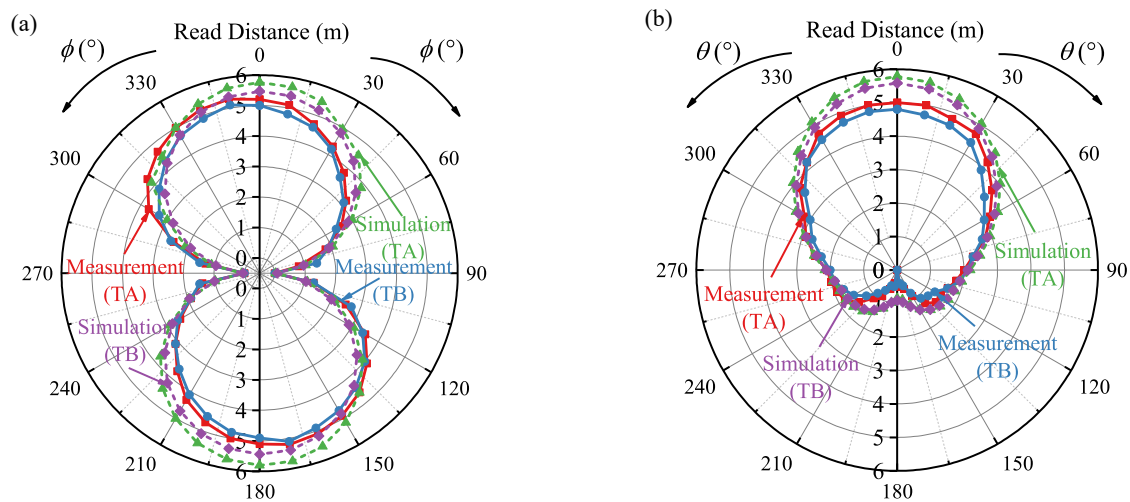 (a)
Read Distance (m)
ϕ (°)
ϕ (°)
0
330
30
300
60
270
90
240
120
210
150
180
6
5
4
3
2
1
0
0
1
2
3
4
5
6
Simulation
(TA)
Measurement
(TA)
Measurement
(TB)
Simulation
(TB)
(b)
Read Distance (m)
θ (°)
θ (°)
0
330
30
300
60
270
90
240
120
210
150
180
6
5
4
3
2
1
0
1
2
3
4
5
6
Simulation
(TA)
Measurement
(TA)
Measurement
(TB)
Simulation
(TB)